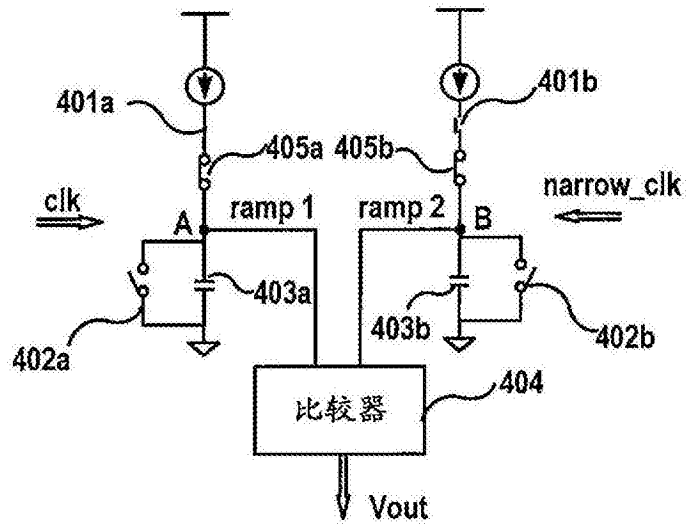 401a
401b
405a
405b
clk
narrow_clk
A
ramp 1
ramp 2
B
403a
403b
402a
402b
比较器
404
Vout